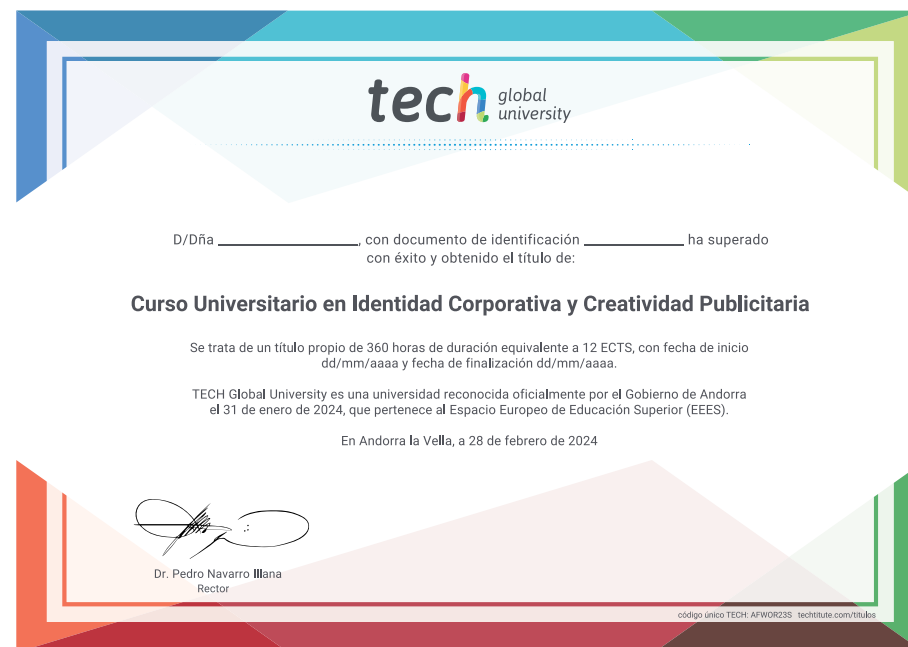 tech global university
D/Dña ____________________, con documento de identificación ______________ ha superado
con éxito y obtenido el título de:
Curso Universitario en Identidad Corporativa y Creatividad Publicitaria
Se trata de un título propio de 360 horas de duración equivalente a 12 ECTS, con fecha de inicio
dd/mm/aaaa y fecha de finalización dd/mm/aaaa.
TECH Global University es una universidad reconocida oficialmente por el Gobierno de Andorra
el 31 de enero de 2024, que pertenece al Espacio Europeo de Educación Superior (EEES).
En Andorra la Vella, a 28 de febrero de 2024
Dr. Pedro Navarro Illana
Rector
código único TECH: AFWOR23S techtitute.com/titulos